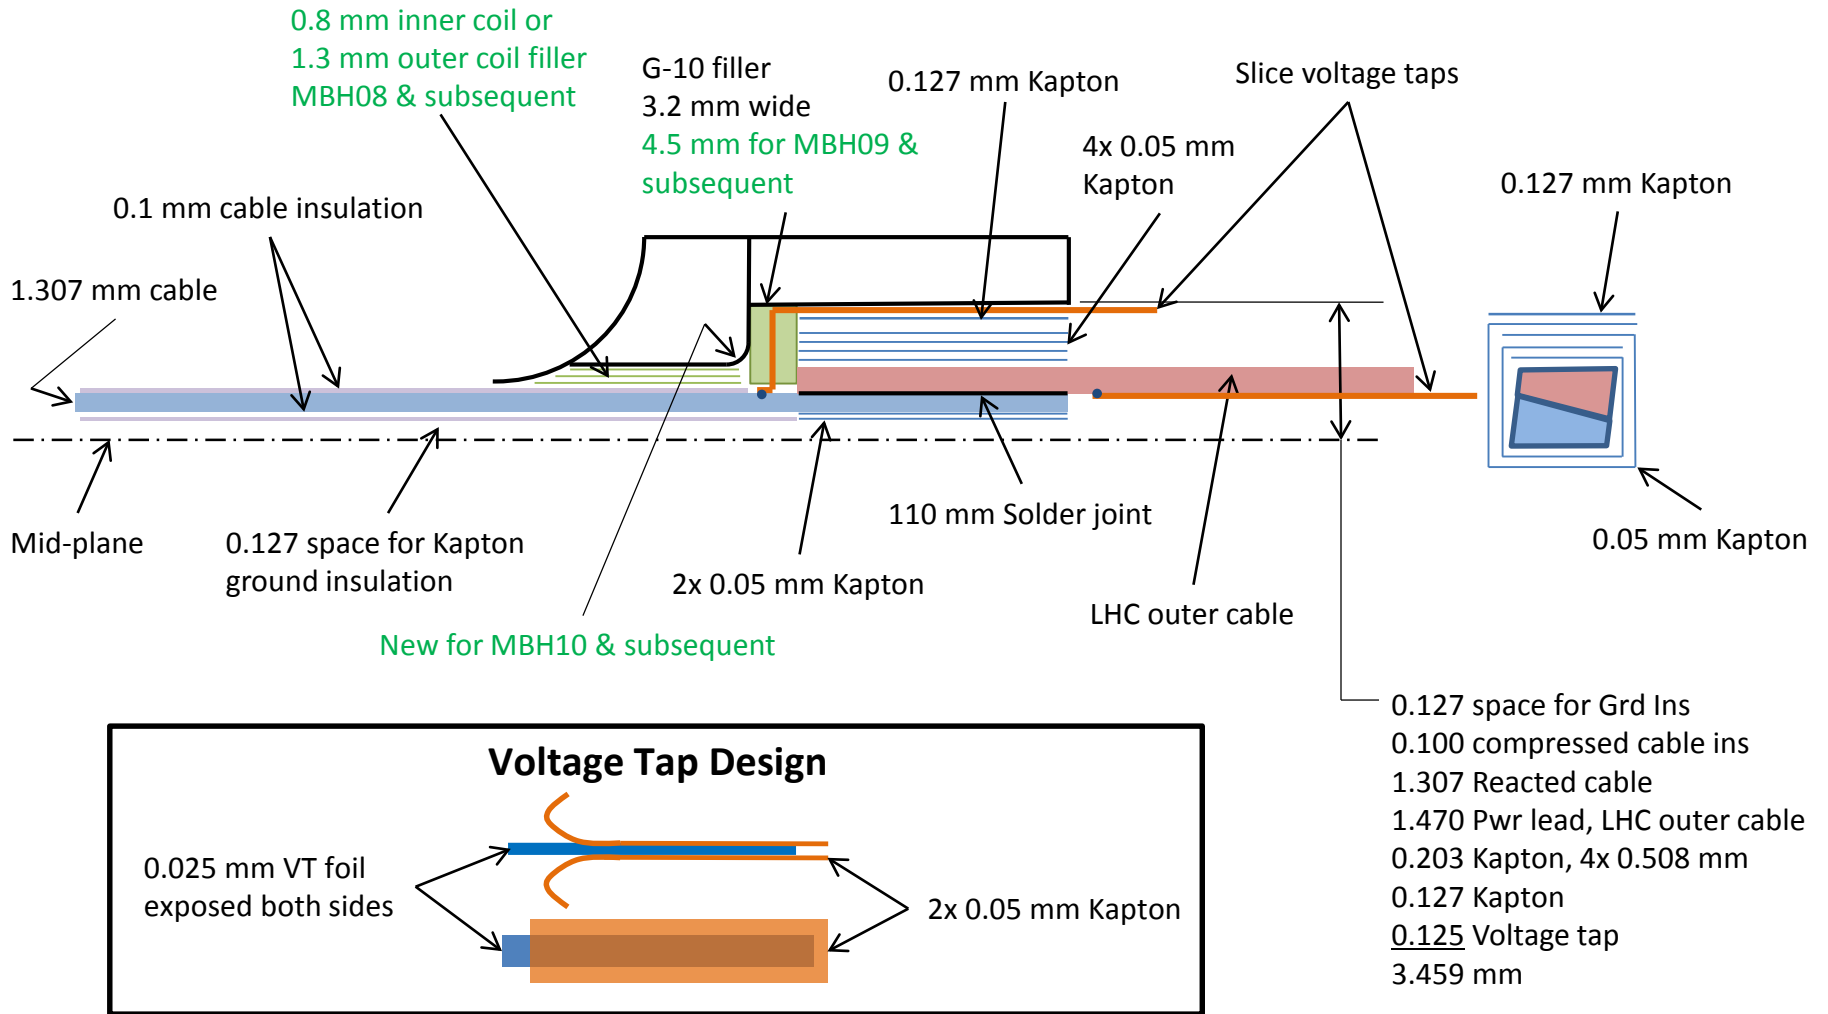 0.8 mm inner coil or
1.3 mm outer coil filler
MBH08 & subsequent
G-10 filler
3.2 mm wide
4.5 mm for MBH09 &
subsequent
0.127 mm Kapton
Slice voltage taps
4x 0.05 mm
Kapton
0.127 mm Kapton
0.1 mm cable insulation
1.307 mm cable
Mid-plane
0.127 space for Kapton
ground insulation
110 mm Solder joint
2x 0.05 mm Kapton
LHC outer cable
0.05 mm Kapton
New for MBH10 & subsequent
0.127 space for Grd Ins
0.100 compressed cable ins
1.307 Reacted cable
1.470 Pwr lead, LHC outer cable
0.203 Kapton, 4x 0.508 mm
0.127 Kapton
0.125 Voltage tap
3.459 mm
Voltage Tap Design
0.025 mm VT foil
exposed both sides
2x 0.05 mm Kapton